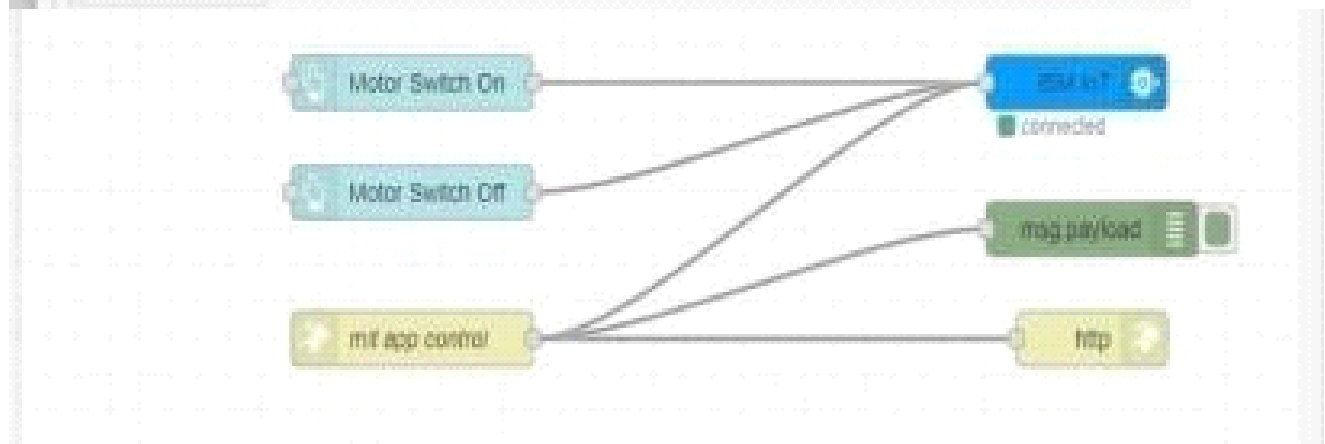 Motor Switch On
IBM IoT
connected
Motor Switch Off
msg.payload
mit app control
http